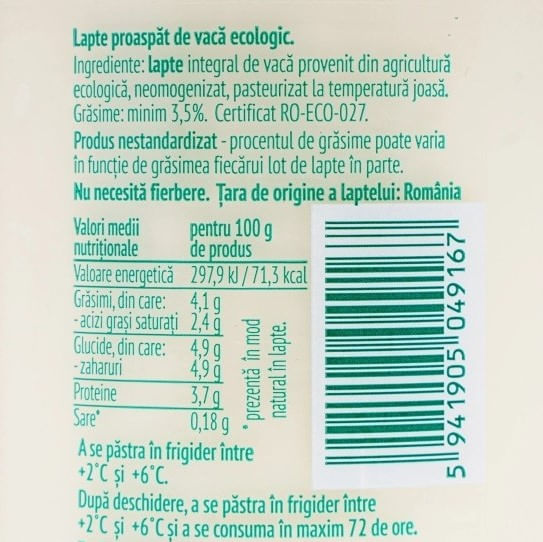 Lapte proaspăt de vacă ecologic.
Ingrediente: lapte integral de vacă provenit din agricultură
ecologică, neomogenizat, pasteurizat la temperatură joasă.
Grăsime: minim 3,5%. Certificat RO-ECO-027.
Produs nestandardizat - procentul de grăsime poate varia
în funcție de grăsimea fiecărui lot de lapte în parte.
Nu necesită fierbere. Țara de origine a laptelui: România
Valori medii nutriționale pentru 100 g de produs
Valoare energetică 297,9 kJ / 71,3 kcal
Grăsimi, din care: 4,1 g
- acizi grași saturați 2,4 g
Glucide, din care: 4,9 g
- zaharuri 4,9 g
Proteine 3,7 g
Sare* 0,18 g
* prezentă în mod
natural în lapte.
5 941905 049167
A se păstra în frigider între
+2°C și +6°C.
După deschidere, a se păstra în frigider între
+2°C și +6°C și a se consuma în maxim 72 de ore.